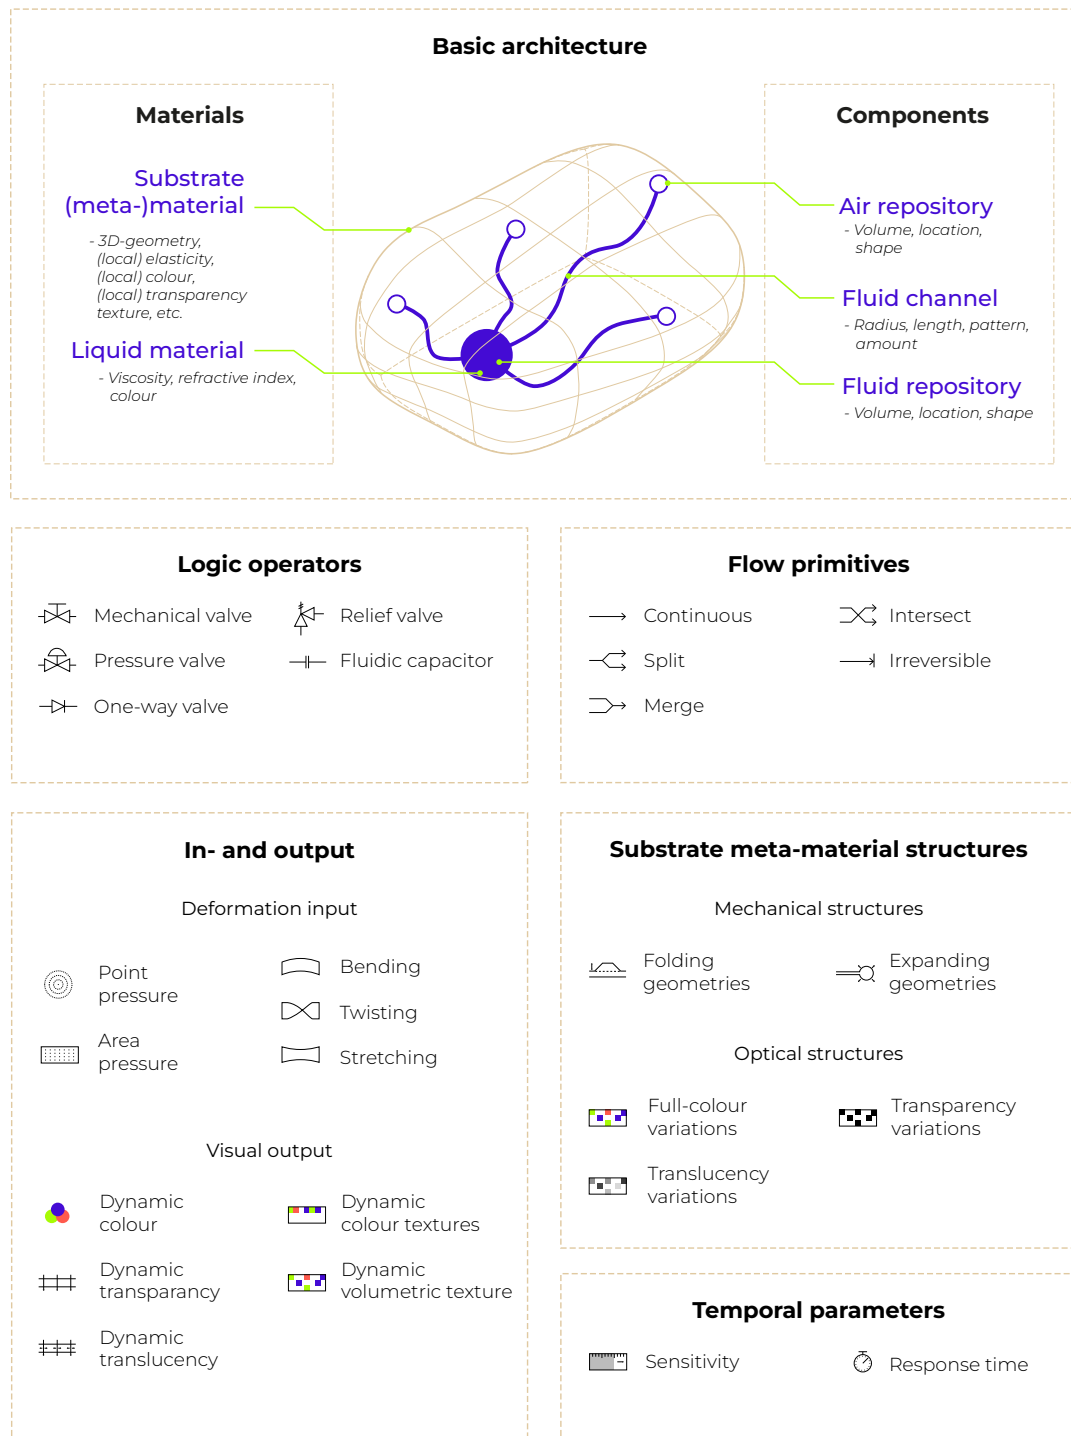 Basic architecture
Materials
Substrate
(meta-)material
- 3D-geometry,
(local) elasticity,
(local) colour,
(local) transparency
texture, etc.
Liquid material
- Viscosity, refractive index,
colour
Components
Air repository
- Volume, location,
shape
Fluid channel
- Radius, length, pattern,
amount
Fluid repository
- Volume, location, shape
Logic operators
Mechanical valve
Relief valve
Pressure valve
Fluidic capacitor
One-way valve
Flow primitives
Continuous
Intersect
Split
Irreversible
Merge
In- and output
Deformation input
Point
pressure
Area
pressure
Bending
Twisting
Stretching
Visual output
Dynamic
colour
Dynamic
colour textures
Dynamic
transparancy
Dynamic
volumetric texture
Dynamic
translucency
Substrate meta-material structures
Mechanical structures
Folding
geometries
Expanding
geometries
Optical structures
Full-colour
variations
Transparency
variations
Translucency
variations
Temporal parameters
Sensitivity
Response time